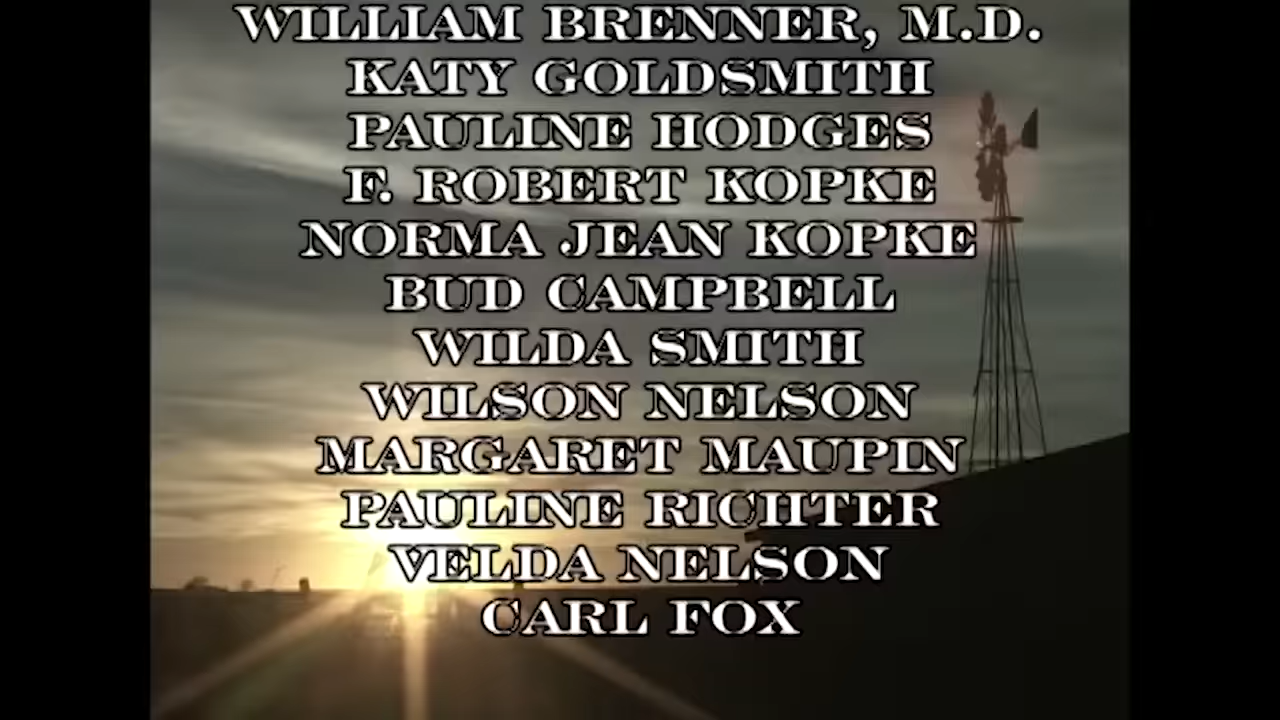 WILLIAM BRENNER, M.D.
KATY GOLDSMITH
PAULINE HODGES
F. ROBERT KOPKE
NORMA JEAN KOPKE
BUD CAMPBELL
WILDA SMITH
WILSON NELSON
MARGARET MAUPIN
PAULINE RICHTER
VELDA NELSON
CARL FOX